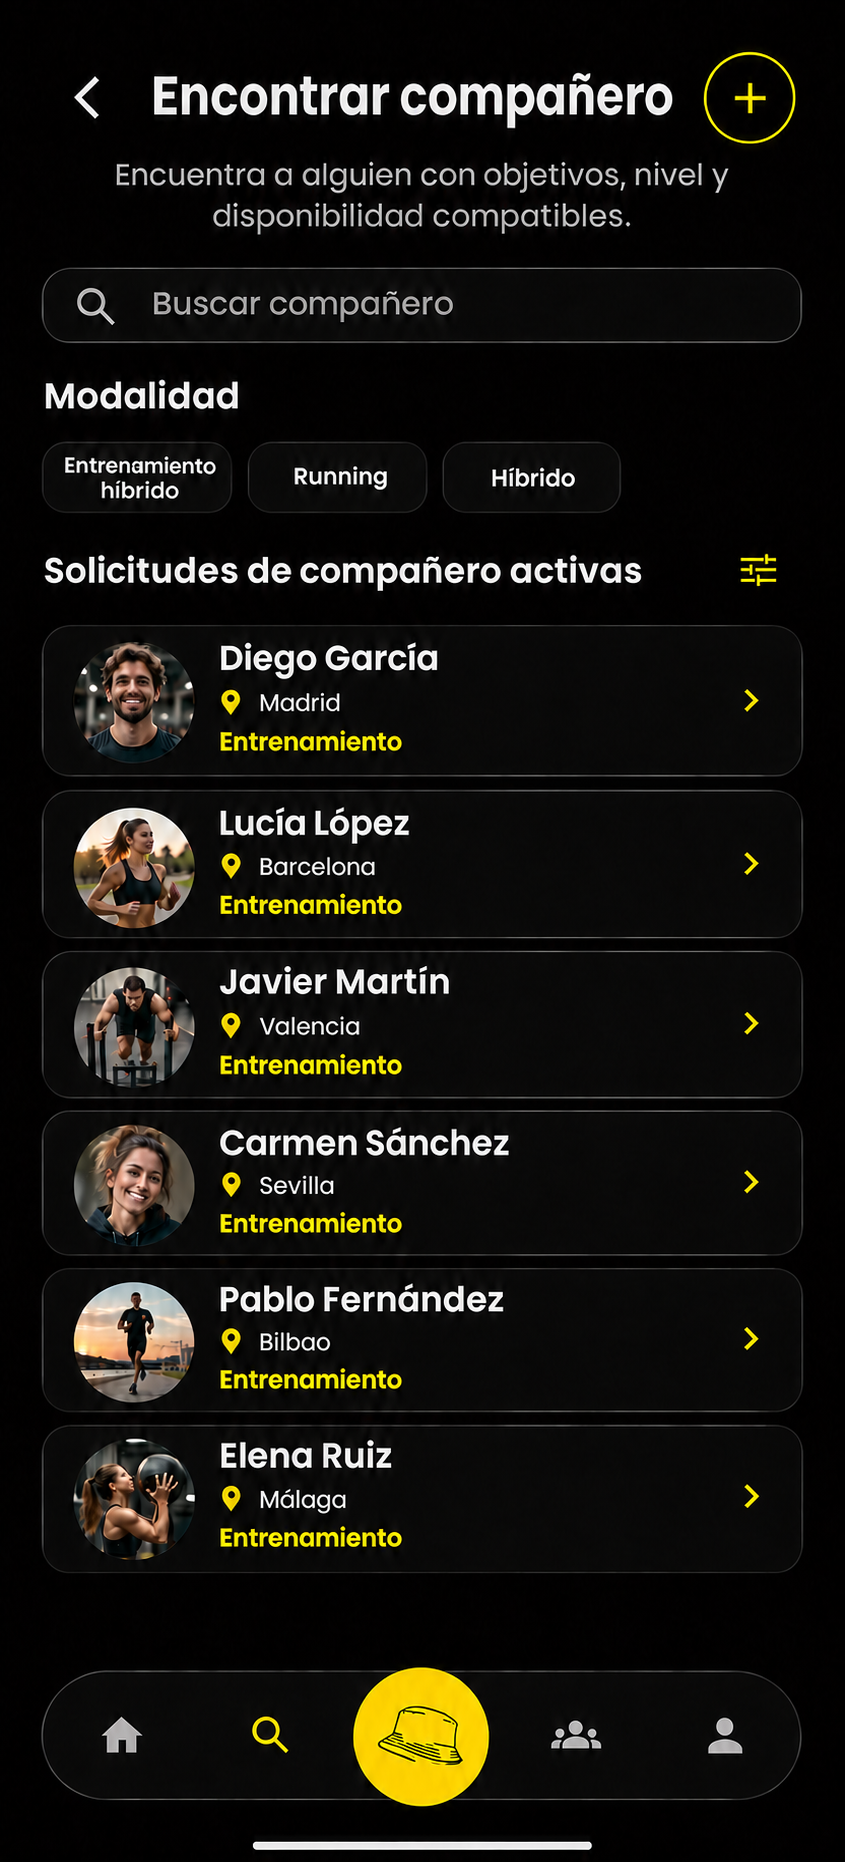 Encontrar compañero
Encuentra a alguien con objetivos, nivel y
disponibilidad compatibles.
Buscar compañero
Modalidad
Entrenamiento
híbrido
Running
Híbrido
Solicitudes de compañero activas
Diego García
Madrid
Entrenamiento
Lucía López
Barcelona
Entrenamiento
Javier Martín
Valencia
Entrenamiento
Carmen Sánchez
Sevilla
Entrenamiento
Pablo Fernández
Bilbao
Entrenamiento
Elena Ruiz
Málaga
Entrenamiento